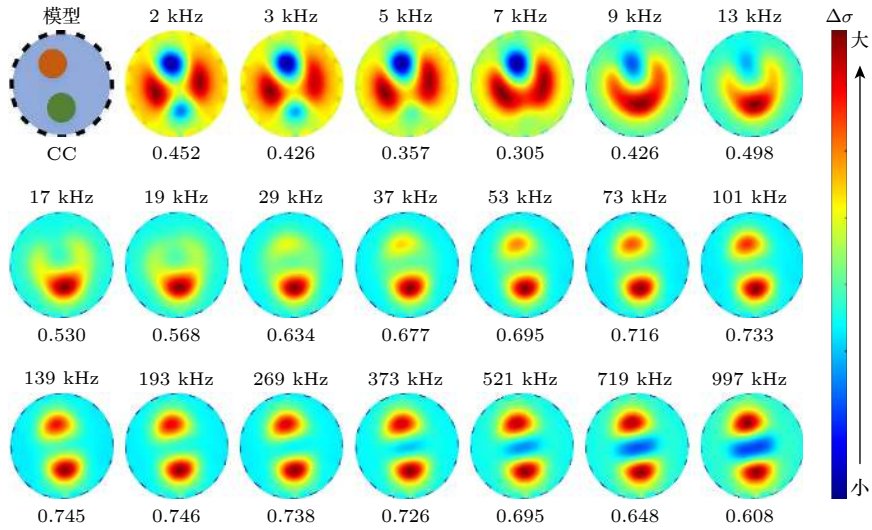 模型 2 kHz 3 kHz 5 kHz 7 kHz 9 kHz 13 kHz Δσ
大
CC 0.452 0.426 0.357 0.305 0.426 0.498
17 kHz 19 kHz 29 kHz 37 kHz 53 kHz 73 kHz 101 kHz
0.530 0.568 0.634 0.677 0.695 0.716 0.733
139 kHz 193 kHz 269 kHz 373 kHz 521 kHz 719 kHz 997 kHz
小
0.745 0.746 0.738 0.726 0.695 0.648 0.608